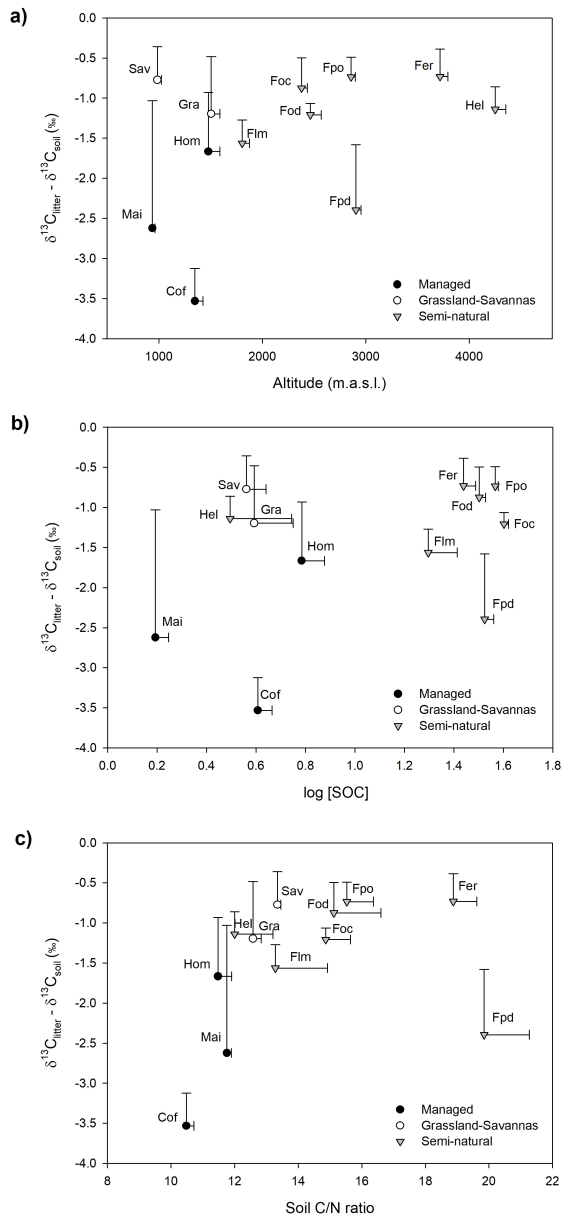 a)
0.0
-0.5
-1.0
-1.5
-2.0
-2.5
-3.0
-3.5
-4.0
δ¹³Clitter - δ¹³Csoil (‰)
Sav
Gra
Hom
Mai
Cof
Flm
Foc
Fod
Fpo
Fpd
Fer
Hel
Managed
Grassland-Savannas
Semi-natural
1000 2000 3000 4000
Altitude (m.a.s.l.)
b)
0.0
-0.5
-1.0
-1.5
-2.0
-2.5
-3.0
-3.5
-4.0
δ¹³Clitter - δ¹³Csoil (‰)
Sav
Hel
Gra
Hom
Mai
Cof
Fer
Fpo
Fod
Foc
Flm
Fpd
Managed
Grassland-Savannas
Semi-natural
0.0 0.2 0.4 0.6 0.8 1.0 1.2 1.4 1.6 1.8
log [SOC]
c)
0.0
-0.5
-1.0
-1.5
-2.0
-2.5
-3.0
-3.5
-4.0
δ¹³Clitter - δ¹³Csoil (‰)
Sav
Fpo
Fer
Fod
Hel
Gra
Foc
Hom
Flm
Mai
Fpd
Cof
Managed
Grassland-Savannas
Semi-natural
8 10 12 14 16 18 20 22
Soil C/N ratio